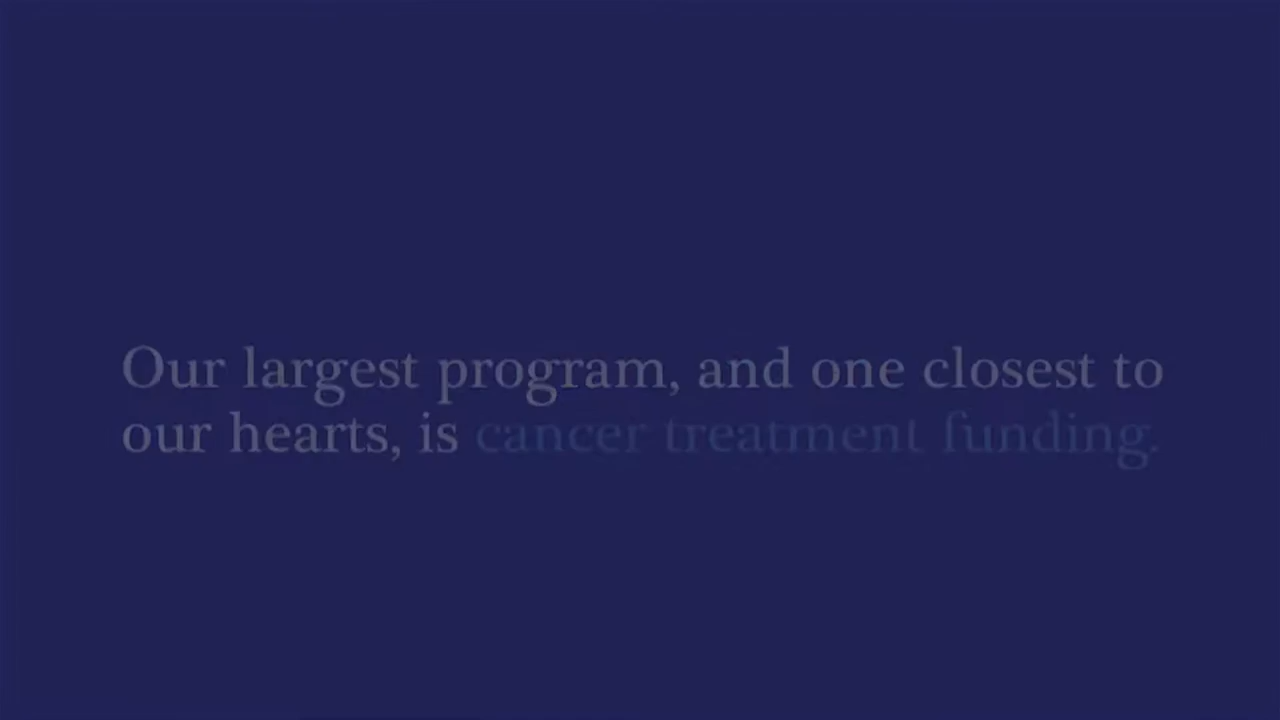 Our largest program, and one closest to
our hearts, is cancer treatment funding.